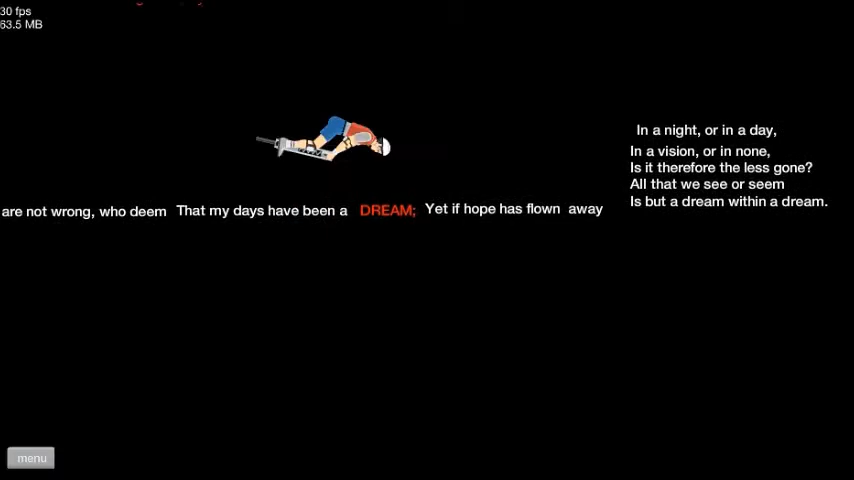 30 fps
63.5 MB
In a night, or in a day,
In a vision, or in none,
Is it therefore the less gone?
All that we see or seem
Is but a dream within a dream.
are not wrong, who deem That my days have been a DREAM; Yet if hope has flown away
menu